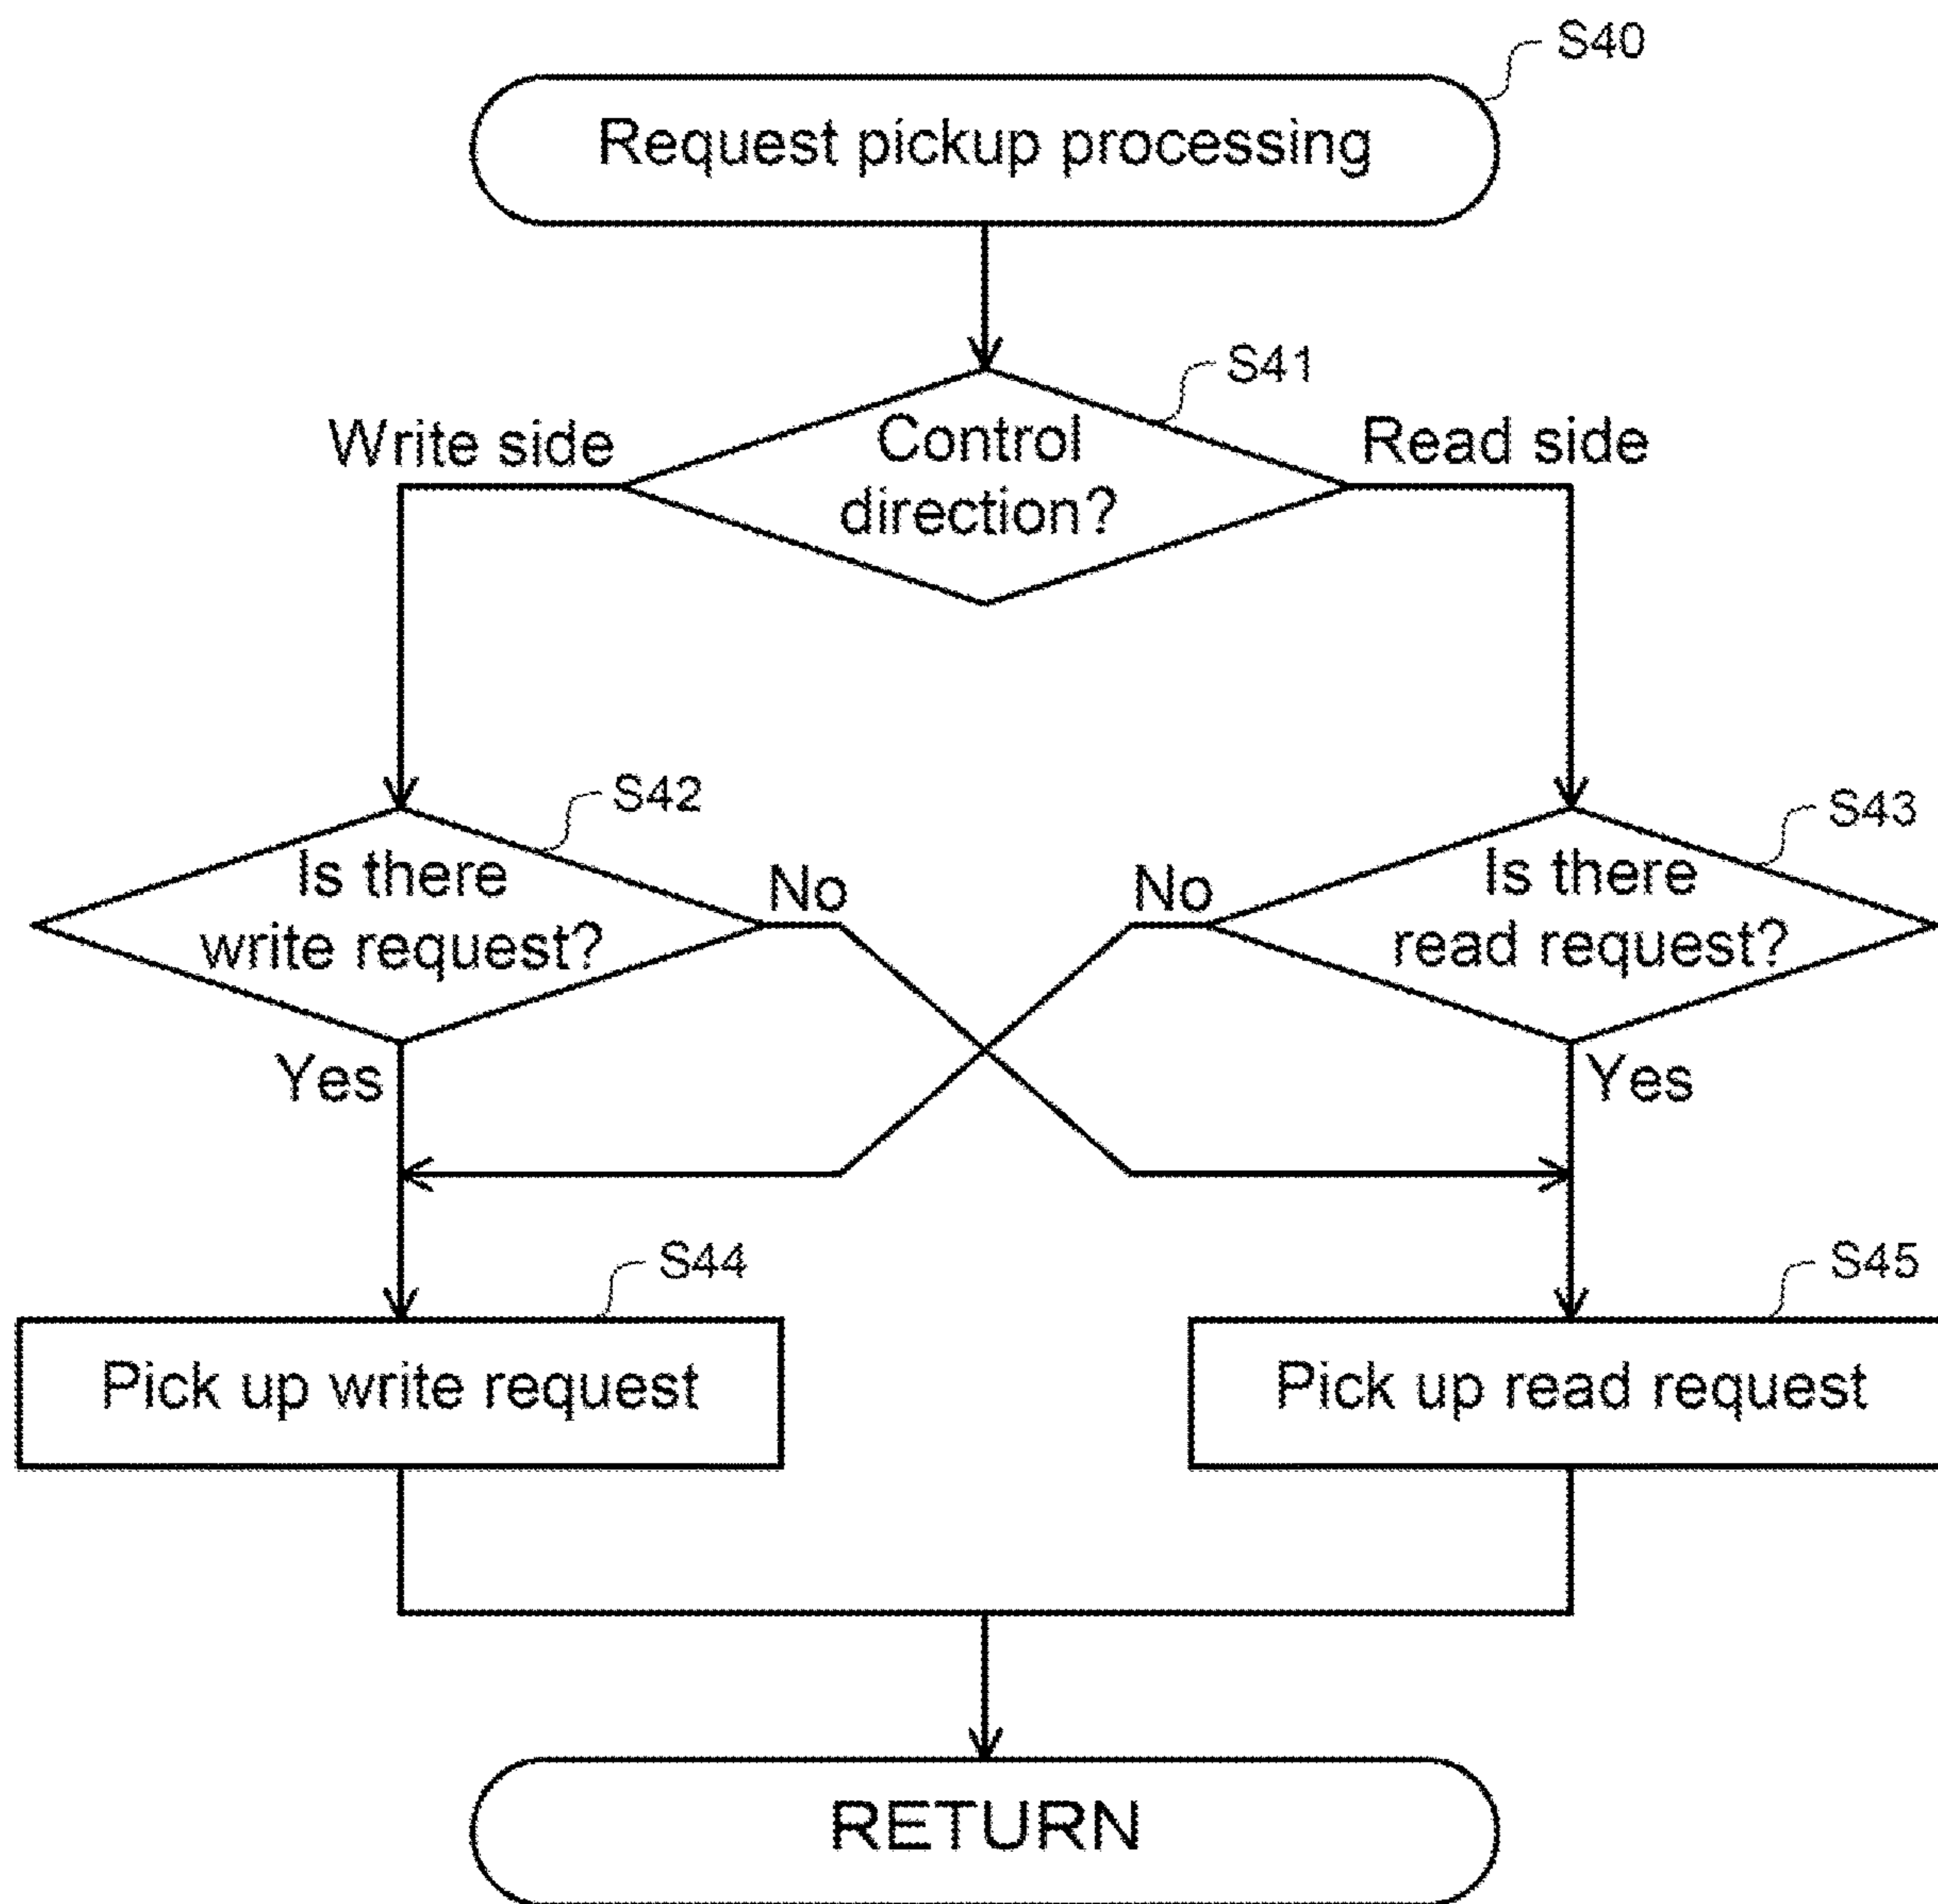 S40
Request pickup processing
S41
Write side
Control
direction?
Read side
S42
S43
Is there
write request?
No
No
Is there
read request?
Yes
Yes
S44
S45
Pick up write request
Pick up read request
RETURN